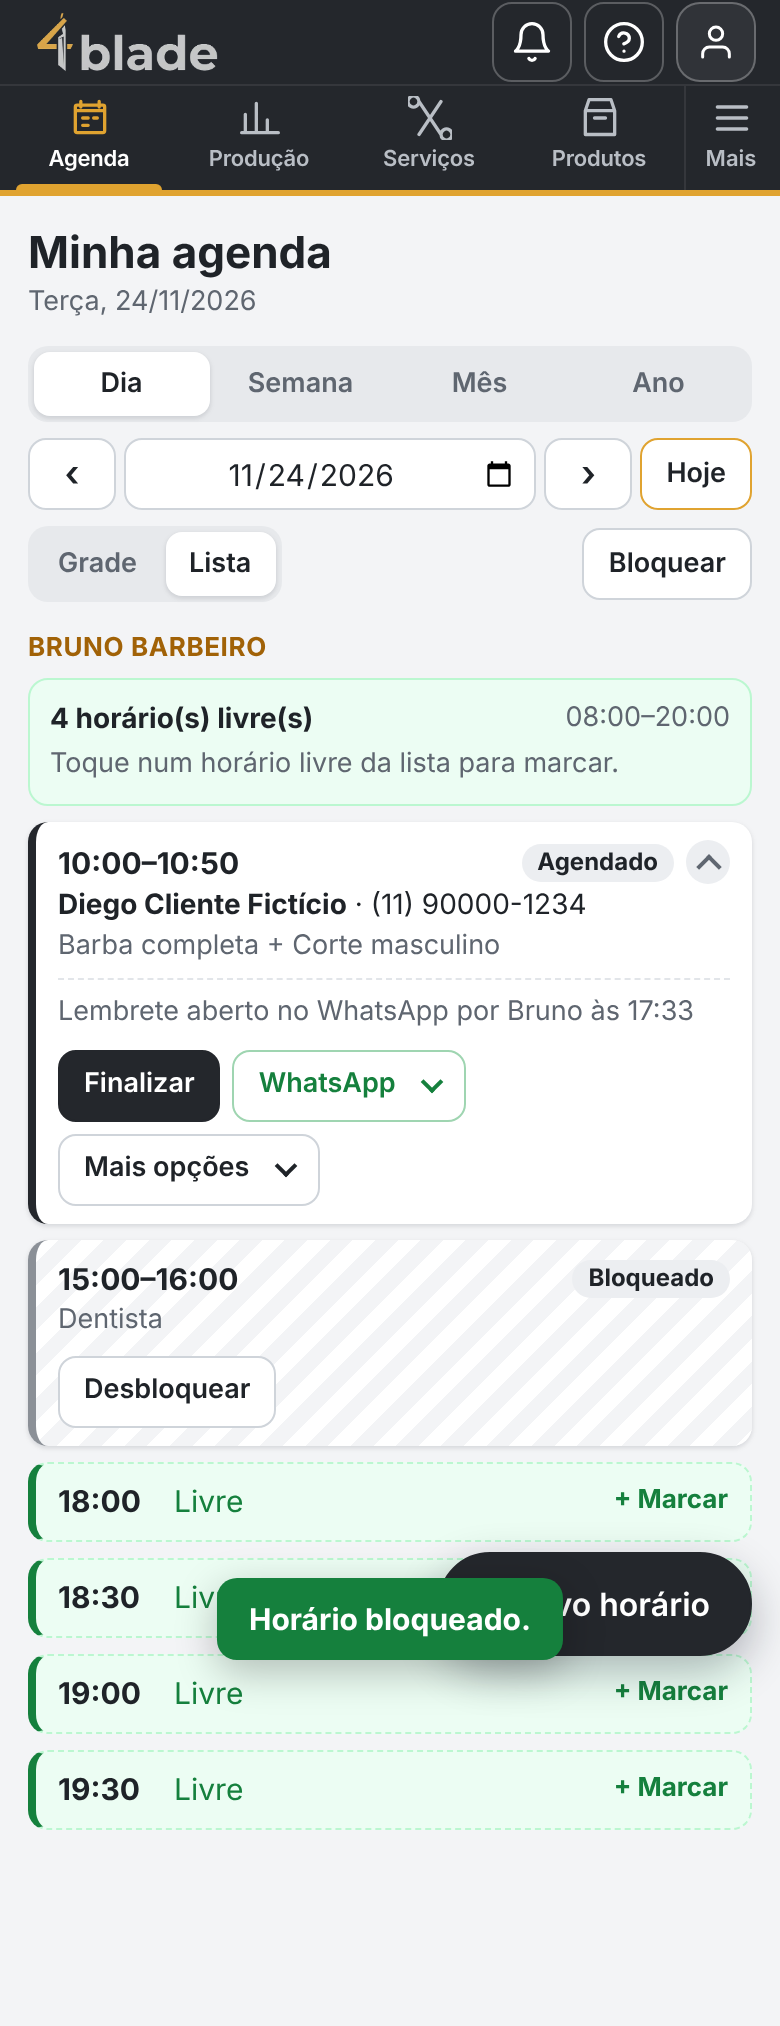 4blade
Agenda
Produção
Serviços
Produtos
Mais
Minha agenda
Terça, 24/11/2026
Dia
Semana
Mês
Ano
‹
11/24/2026
›
Hoje
Grade
Lista
Bloquear
BRUNO BARBEIRO
4 horário(s) livre(s)
08:00–20:00
Toque num horário livre da lista para marcar.
10:00–10:50
Agendado
Diego Cliente Fictício · (11) 90000-1234
Barba completa + Corte masculino
Lembrete aberto no WhatsApp por Bruno às 17:33
Finalizar
WhatsApp
Mais opções
15:00–16:00
Bloqueado
Dentista
Desbloquear
18:00 Livre
+ Marcar
18:30
Horário bloqueado.
horário
19:00 Livre
+ Marcar
19:30 Livre
+ Marcar